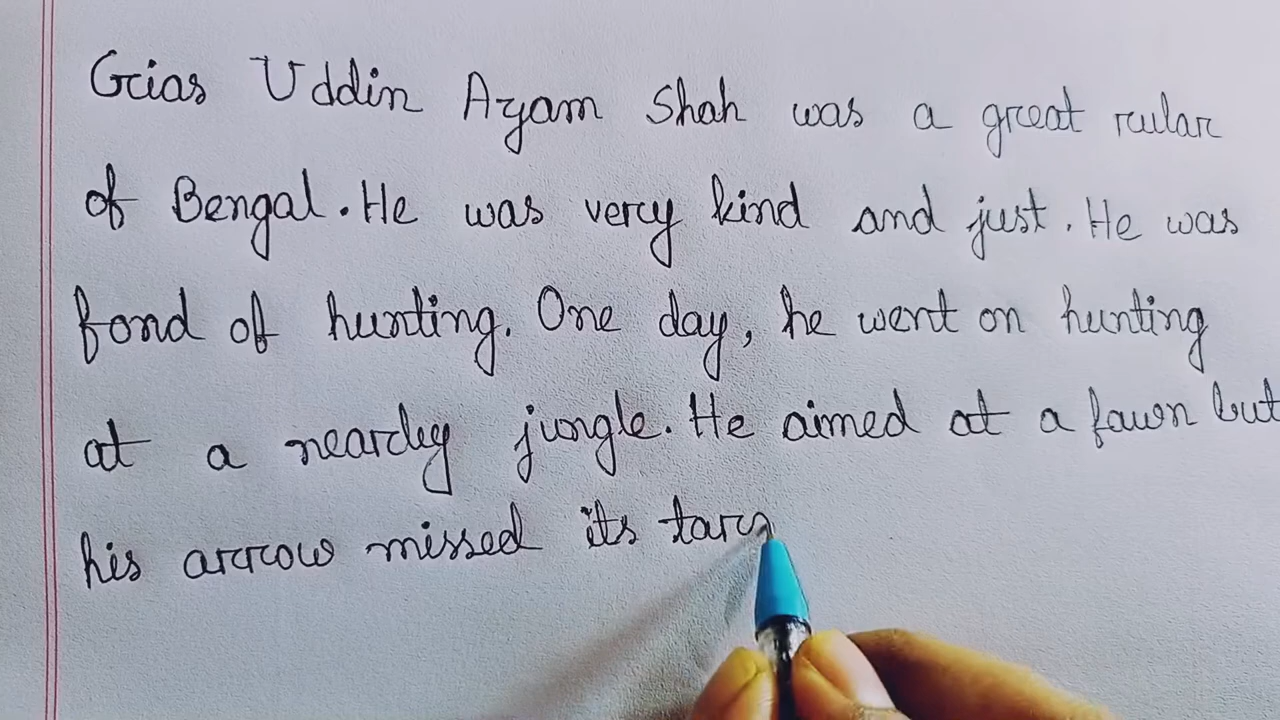 Gias Uddin Azam Shah was a great rular
of Bengal. He was very kind and just. He was
fond of hunting. One day, he went on hunting
at a nearby jungle. He aimed at a fawn but
his arrow missed its targ